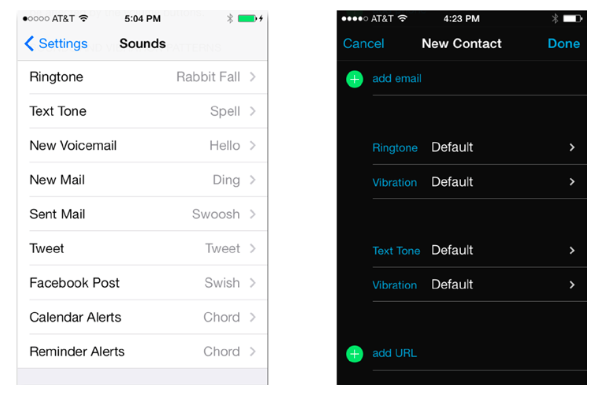 AT&T 5:04 PM
Settings Sounds
Ringtone Rabbit Fall
Text Tone Spell
New Voicemail Hello
New Mail Ding
Sent Mail Swoosh
Tweet Tweet
Facebook Post Swish
Calendar Alerts Chord
Reminder Alerts Chord
AT&T 4:23 PM
Cancel New Contact Done
add email
Ringtone Default
Vibration Default
Text Tone Default
Vibration Default
add URL